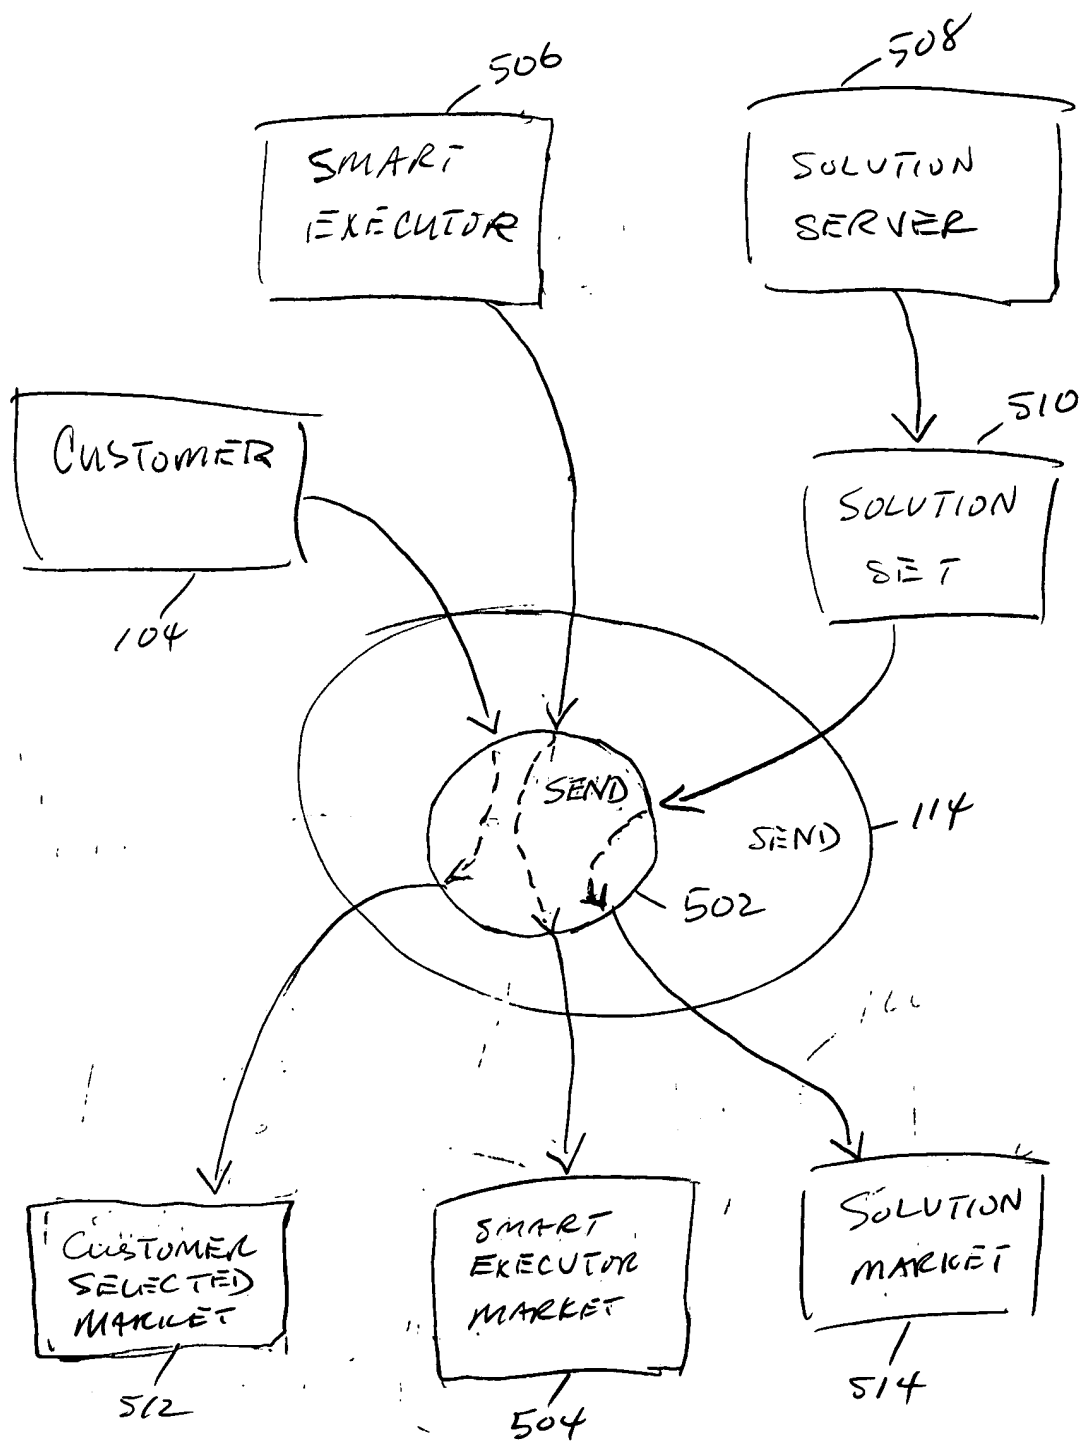 506
508
SMART
EXECUTOR
SOLUTION
SERVER
510
CUSTOMER
SOLUTION
SET
104
SEND
SEND
114
502
SOLUTION
MARKET
SMART
EXECUTOR
MARKET
CUSTOMER
SELECTED
MARKET
512
504
514